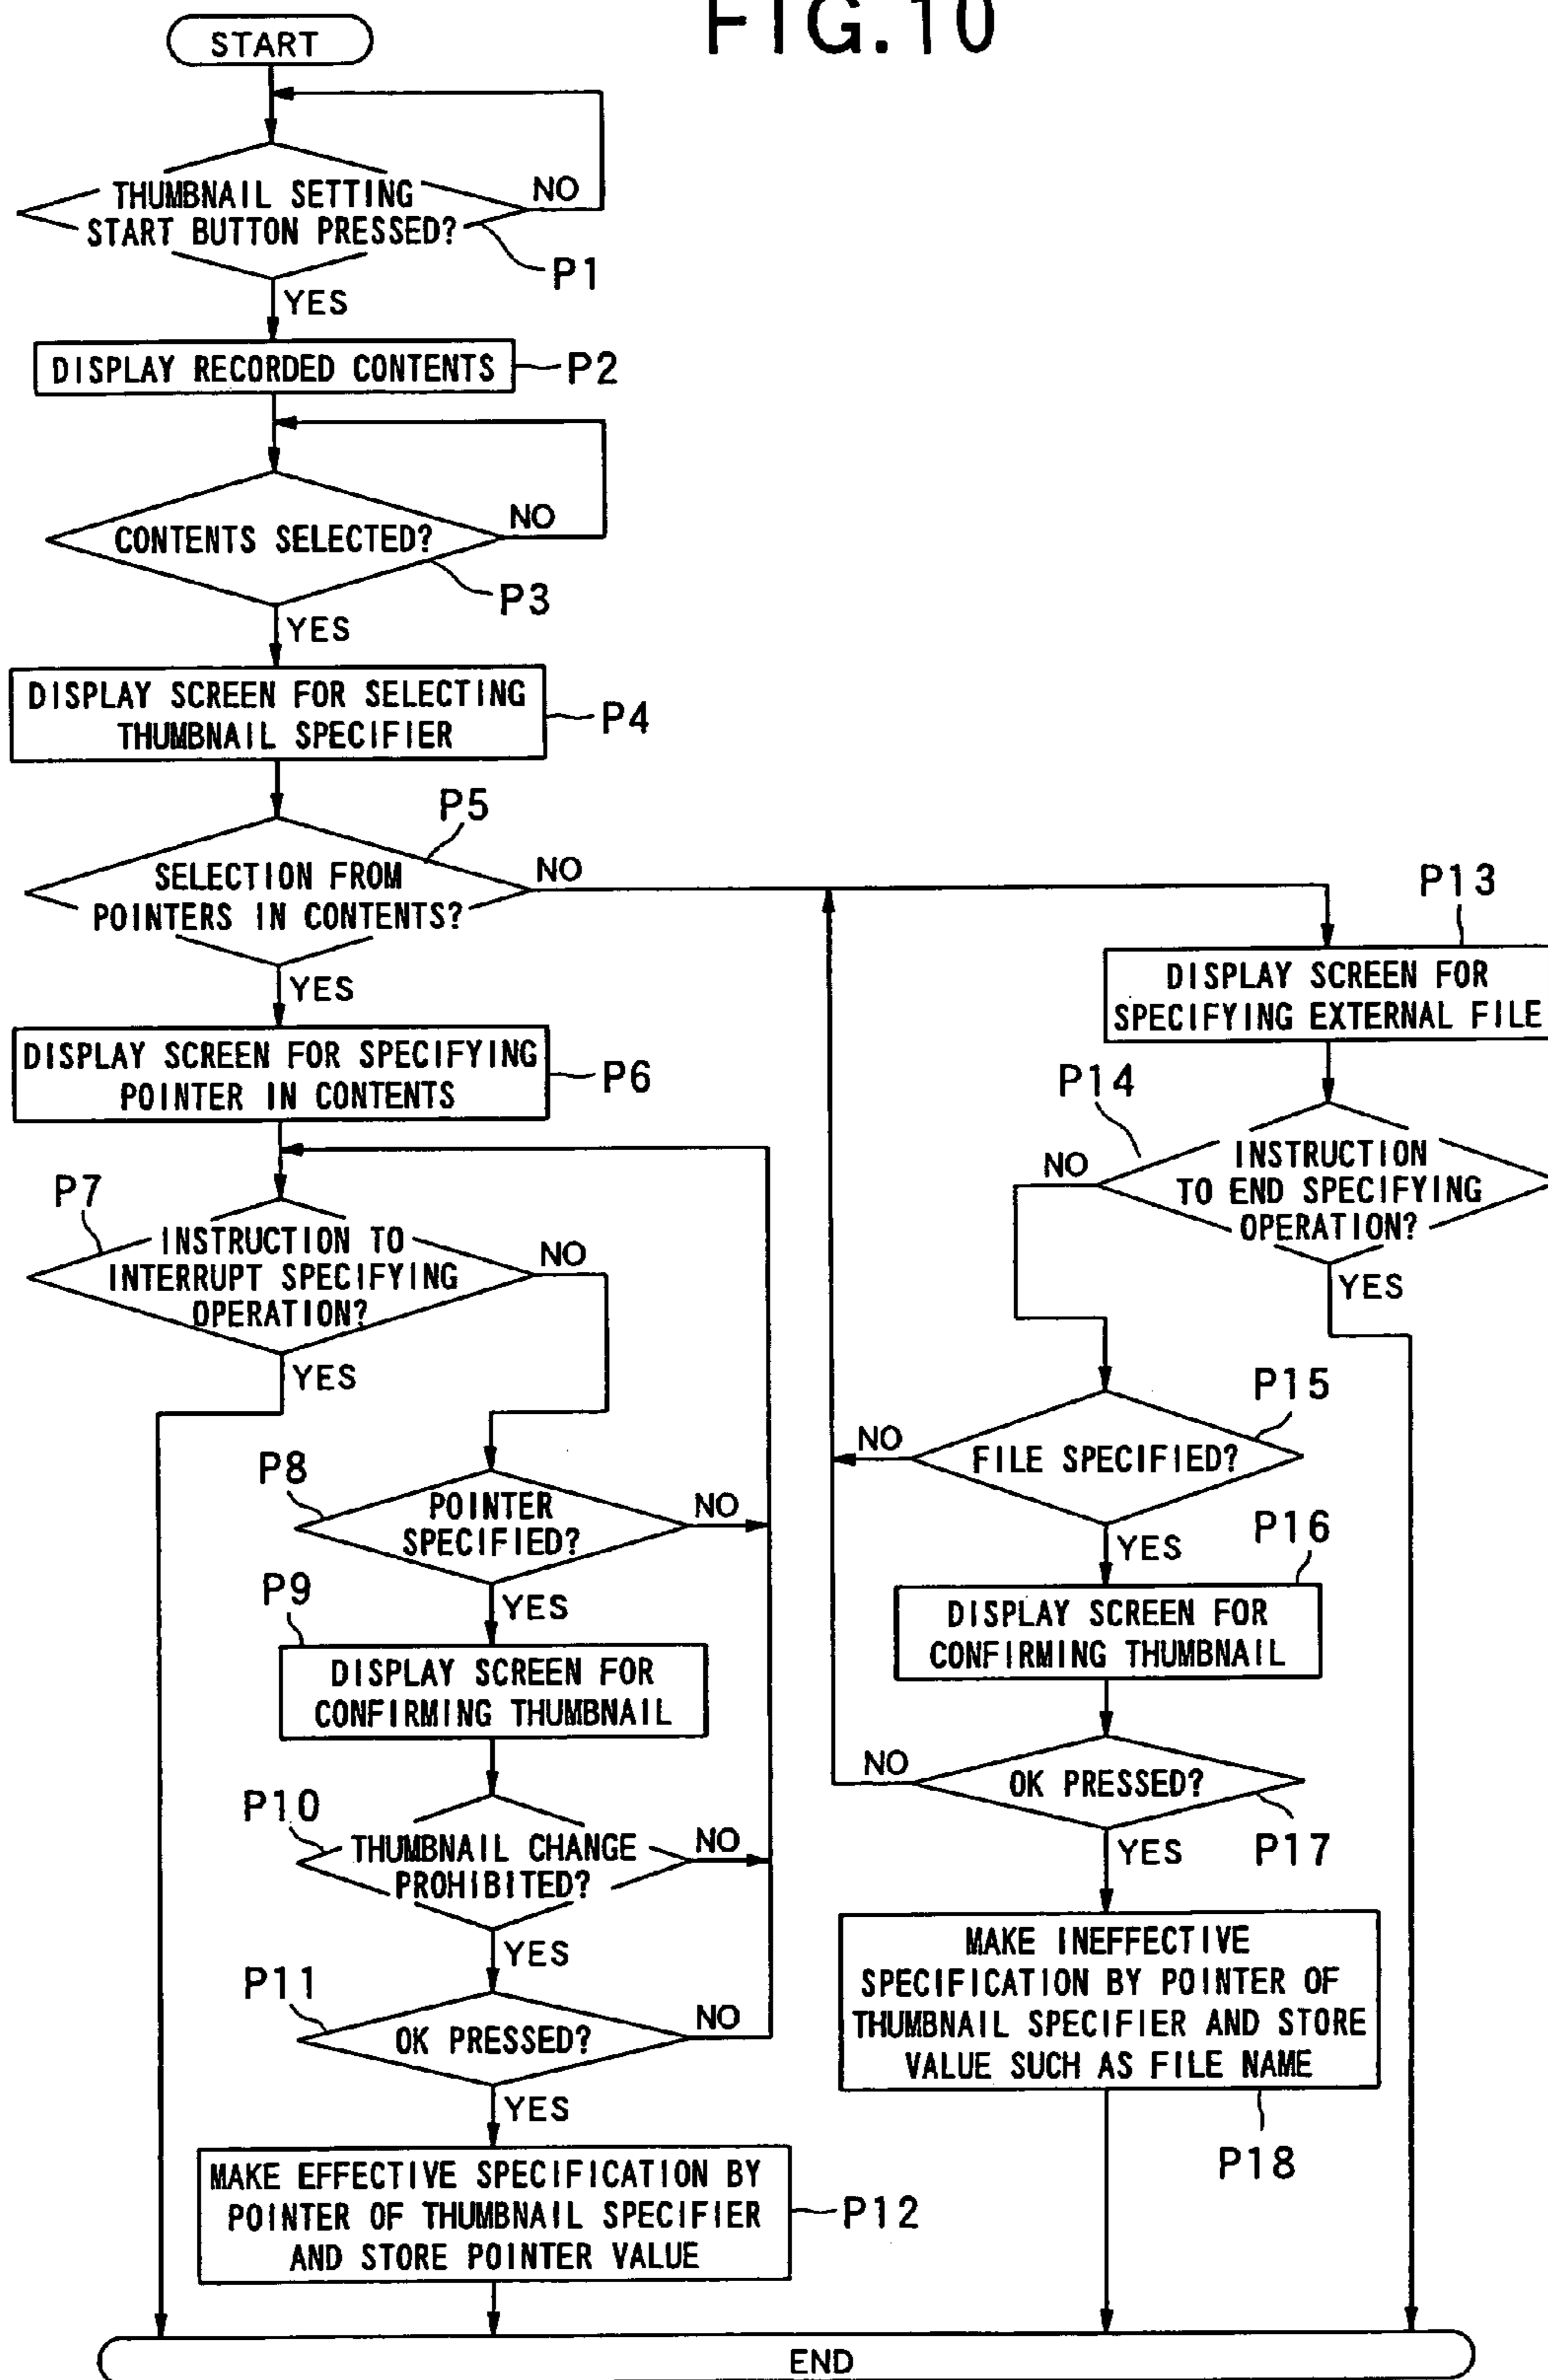 FIG.10
START
THUMBNAIL SETTING
START BUTTON PRESSED?
NO
P1
YES
DISPLAY RECORDED CONTENTS
P2
CONTENTS SELECTED?
NO
P3
YES
DISPLAY SCREEN FOR SELECTING
THUMBNAIL SPECIFIER
P4
P5
SELECTION FROM
POINTERS IN CONTENTS?
NO
YES
DISPLAY SCREEN FOR SPECIFYING
POINTER IN CONTENTS
P6
P7
INSTRUCTION TO
INTERRUPT SPECIFYING
OPERATION?
NO
YES
P8
POINTER
SPECIFIED?
NO
YES
P9
DISPLAY SCREEN FOR
CONFIRMING THUMBNAIL
P10
THUMBNAIL CHANGE
PROHIBITED?
NO
YES
P11
OK PRESSED?
NO
YES
MAKE EFFECTIVE SPECIFICATION BY
POINTER OF THUMBNAIL SPECIFIER
AND STORE POINTER VALUE
P12
P13
DISPLAY SCREEN FOR
SPECIFYING EXTERNAL FILE
P14
INSTRUCTION
TO END SPECIFYING
OPERATION?
NO
YES
P15
FILE SPECIFIED?
NO
YES
P16
DISPLAY SCREEN FOR
CONFIRMING THUMBNAIL
OK PRESSED?
NO
P17
YES
MAKE INEFFECTIVE
SPECIFICATION BY POINTER OF
THUMBNAIL SPECIFIER AND STORE
VALUE SUCH AS FILE NAME
P18
END